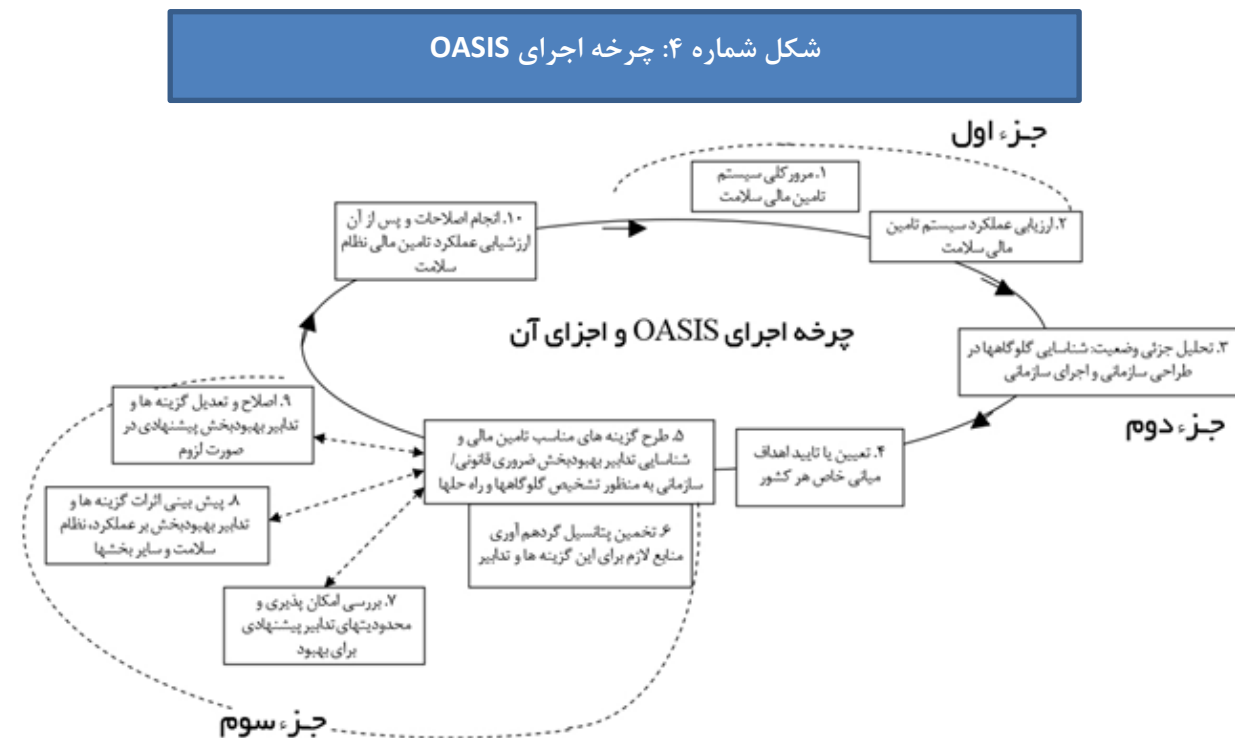 شکل شماره ۴: چرخه اجرای OASIS
جزء اول
۱. مرورکلی سیستم
تامین مالی سلامت
۲. ارزیابی عملکرد سیستم تامین
مالی سلامت
۳. تحلیل جزئی وضعیت: شناسایی گلوگاهها در
طراحی سازمانی و اجرای سازمانی
جزء دوم
۴. تعیین یا تایید اهداف
میانی خاص هر کشور
۵. طرح گزینه های مناسب تامین مالی و
شناسایی تدابیر بهبودبخش ضروری قانونی/
سازمانی به منظور تشخیص گلوگاهها و راه حلها
۶. تخمین پتانسیل گردهم آوری
منابع لازم برای این گزینه ها و تدابیر
۷. بررسی امکان پذیری و
محدودیتهای تدابیر پیشنهادی
برای بهبود
۸. پیش بینی اثرات گزینه ها و
تدابیر بهبودبخش بر عملکرد، نظام
سلامت و سایر بخشها
۹. اصلاح و تعدیل گزینه ها و
تدابیر بهبودبخش پیشنهادی در
صورت لزوم
جزء سوم
۱۰. انجام اصلاحات و پس از آن
ارزشیابی عملکرد تامین مالی نظام
سلامت
چرخه اجرای OASIS و اجزای آن